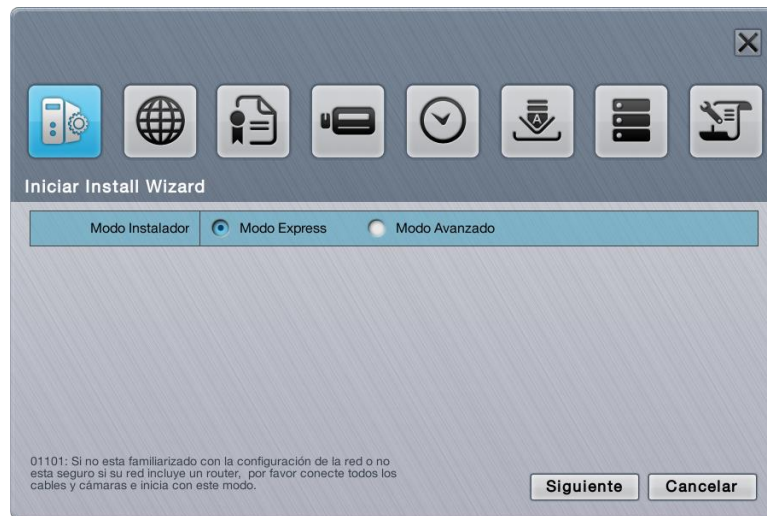 Iniciar Install Wizard
Modo Instalador
Modo Express
Modo Avanzado
01101: Si no esta familiarizado con la configuración de la red o no
esta seguro si su red incluye un router, por favor conecte todos los
cables y cámaras e inicia con este modo.
Siguiente
Cancelar